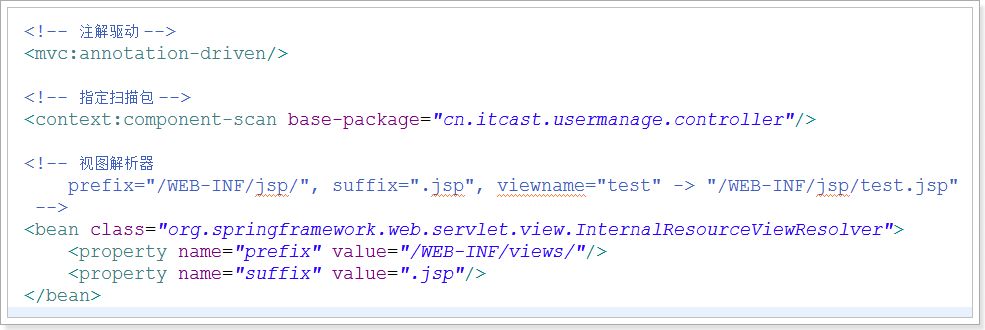 <!-- 注解驱动 -->
<mvc:annotation-driven/>
<!-- 指定扫描包 -->
<context:component-scan base-package="cn.itcast.usermanage.controller"/>
<!-- 视图解析器
prefix="/WEB-INF/jsp/", suffix=".jsp", viewname="test" -> "/WEB-INF/jsp/test.jsp"
-->
<bean class="org.springframework.web.servlet.view.InternalResourceViewResolver">
<property name="prefix" value="/WEB-INF/views/"/>
<property name="suffix" value=".jsp"/>
</bean>